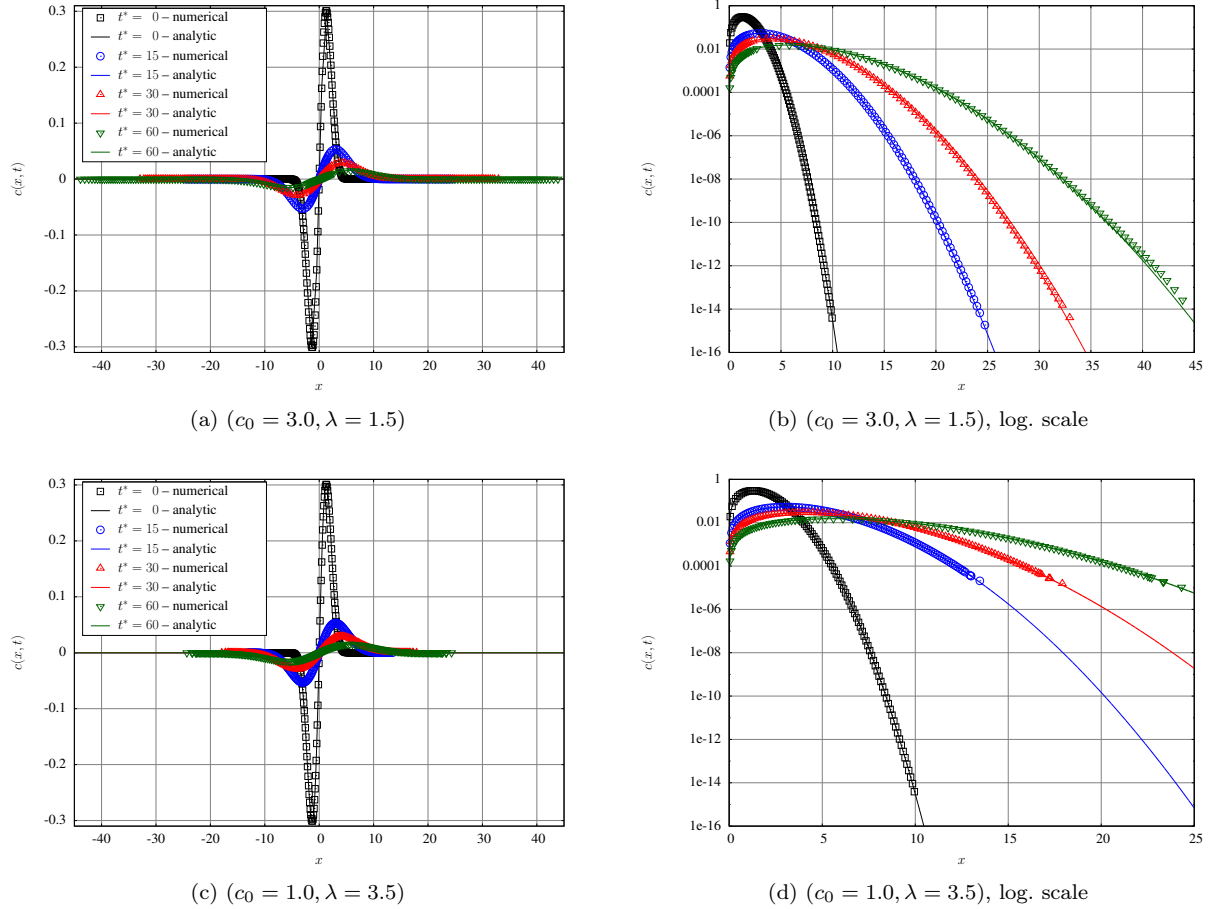 0.3
0.2
0.1
0
-0.1
-0.2
-0.3
-40 -30 -20 -10 0 10 20 30 40
c(x, t)
x
t* = 0 – numerical
t* = 0 – analytic
t* = 15 – numerical
t* = 15 – analytic
t* = 30 – numerical
t* = 30 – analytic
t* = 60 – numerical
t* = 60 – analytic
(a) (c₀ = 3.0, λ = 1.5)
1
0.01
0.0001
1e-06
1e-08
1e-10
1e-12
1e-14
1e-16
0 5 10 15 20 25 30 35 40 45
c(x, t)
x
(b) (c₀ = 3.0, λ = 1.5), log. scale
0.3
0.2
0.1
0
-0.1
-0.2
-0.3
-40 -30 -20 -10 0 10 20 30 40
c(x, t)
x
t* = 0 – numerical
t* = 0 – analytic
t* = 15 – numerical
t* = 15 – analytic
t* = 30 – numerical
t* = 30 – analytic
t* = 60 – numerical
t* = 60 – analytic
(c) (c₀ = 1.0, λ = 3.5)
1
0.01
0.0001
1e-06
1e-08
1e-10
1e-12
1e-14
1e-16
0 5 10 15 20 25
c(x, t)
x
(d) (c₀ = 1.0, λ = 3.5), log. scale